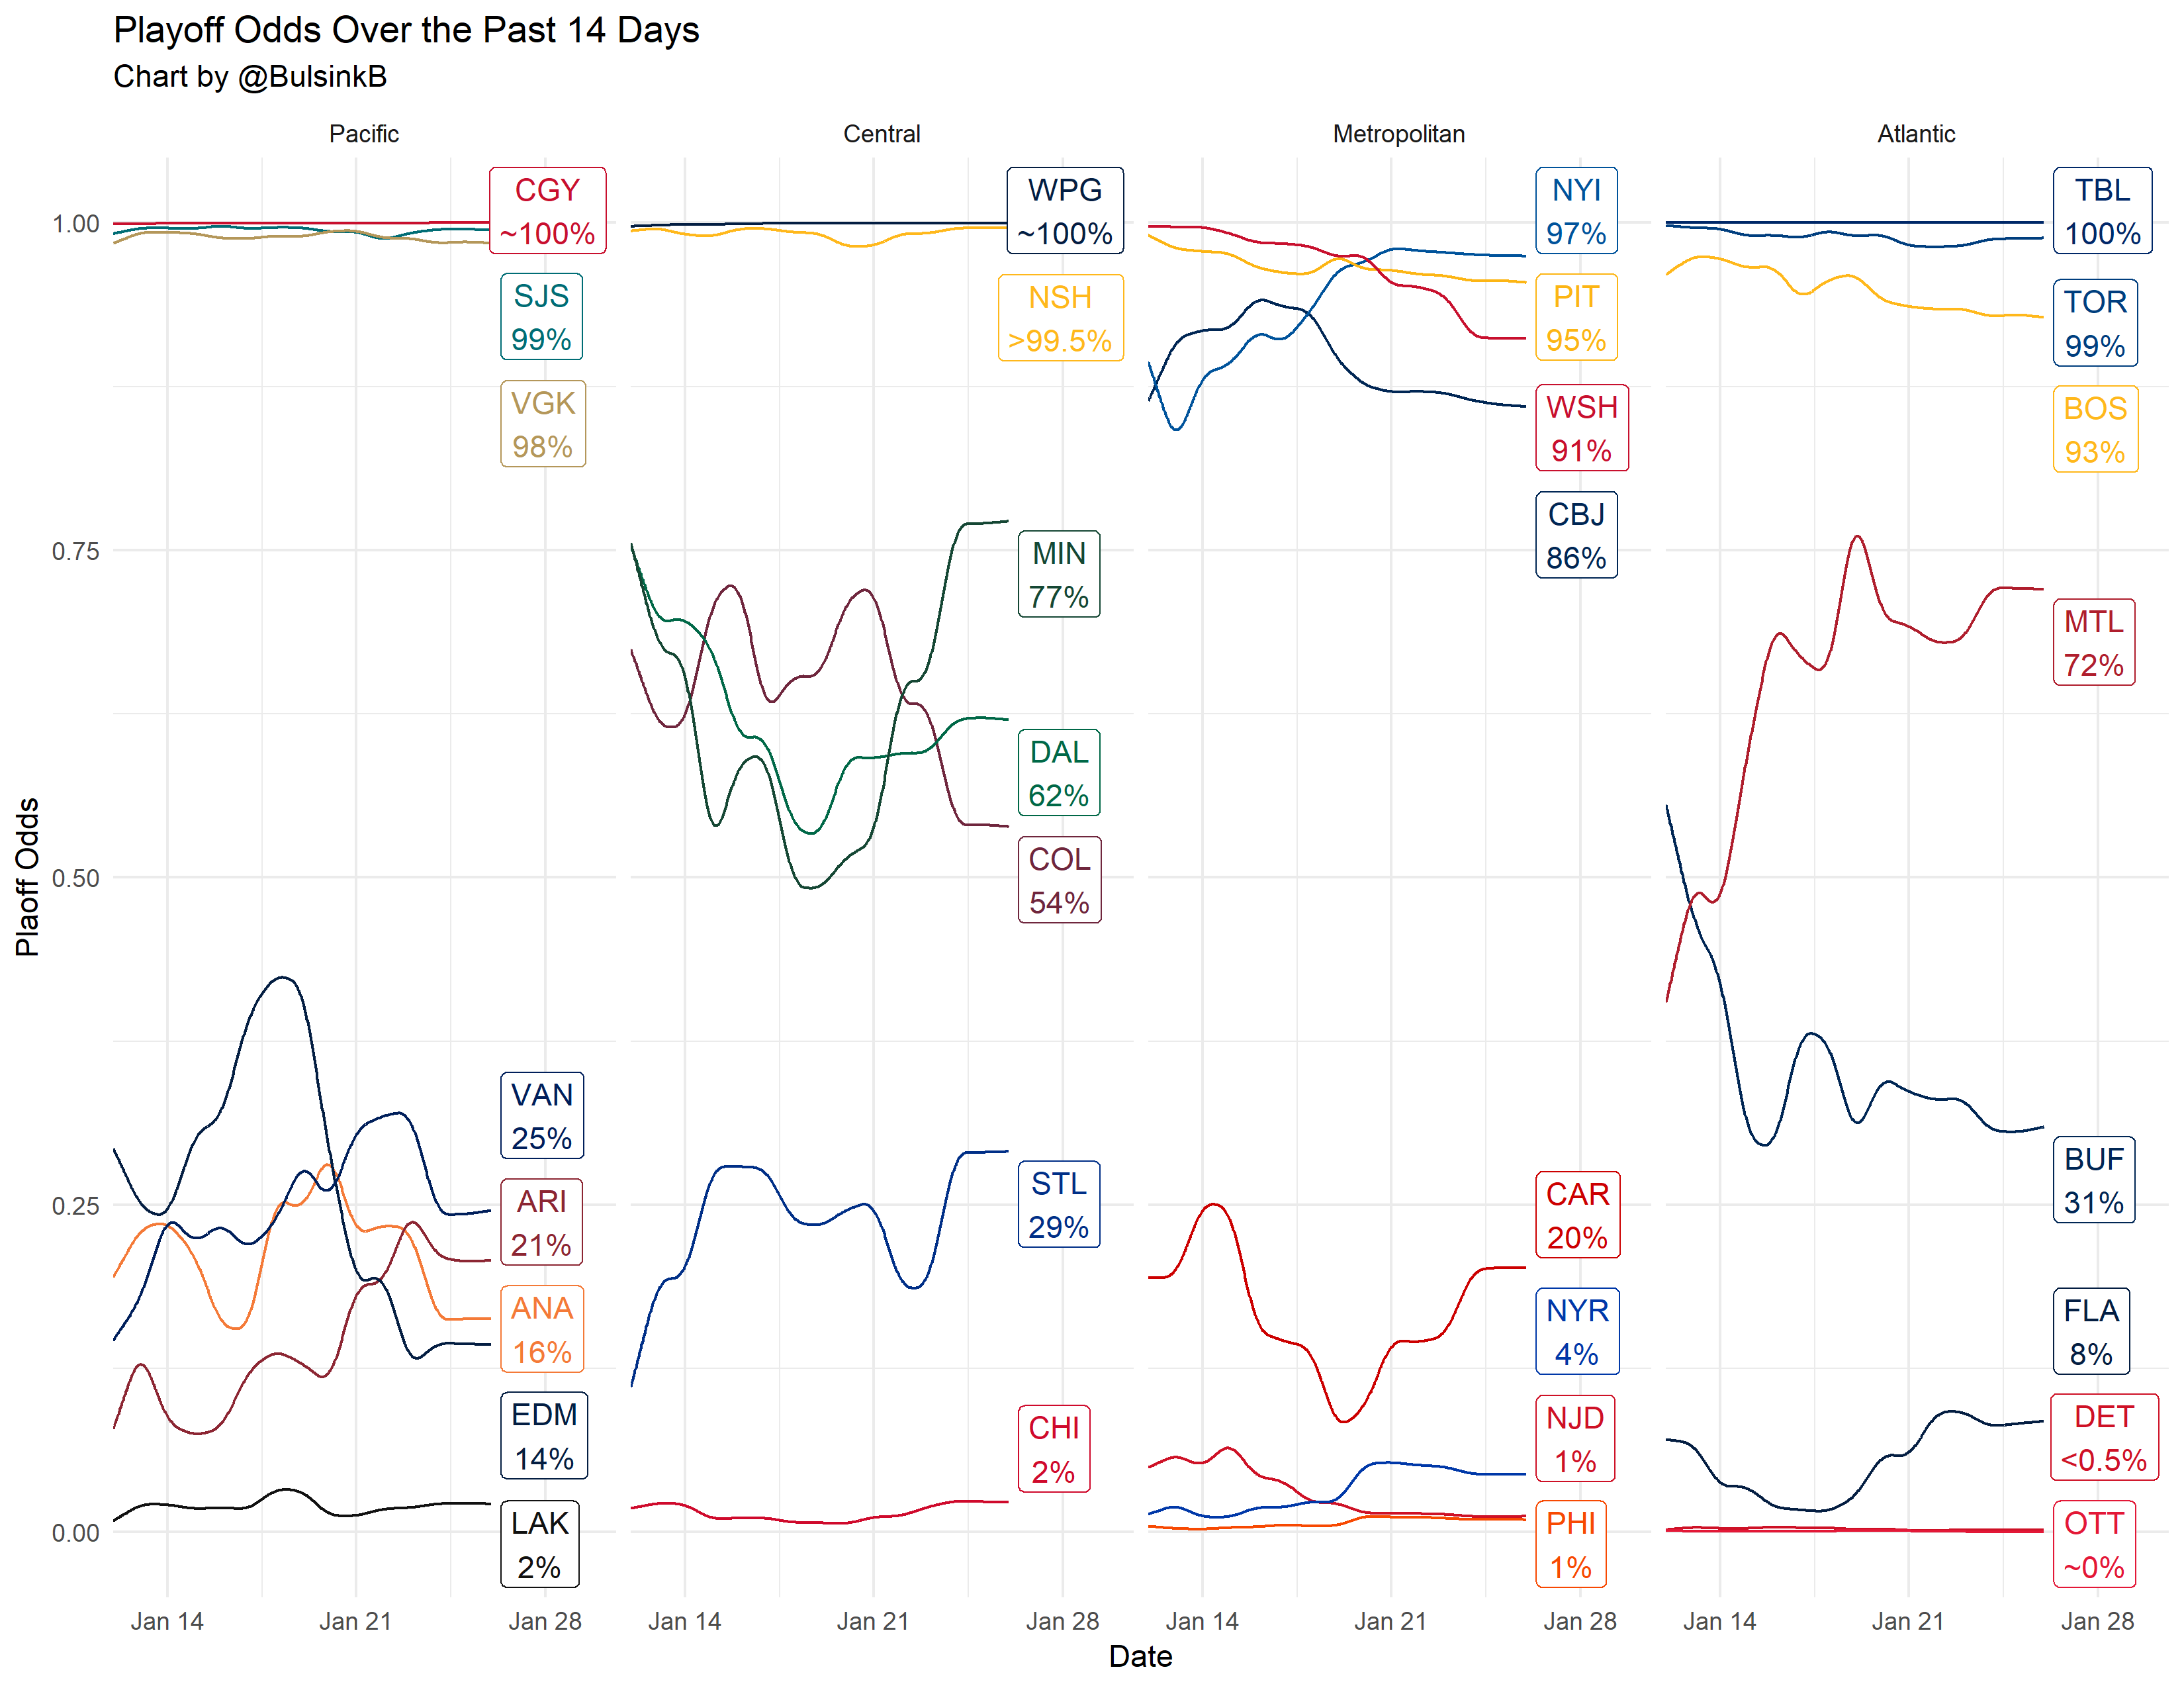 Playoff Odds Over the Past 14 Days
Chart by @BulsinkB
Pacific
Central
Metropolitan
Atlantic
Plaoff Odds
1.00
0.75
0.50
0.25
0.00
CGY
~100%
SJS
99%
VGK
98%
VAN
25%
ARI
21%
ANA
16%
EDM
14%
LAK
2%
WPG
~100%
NSH
>99.5%
MIN
77%
DAL
62%
COL
54%
STL
29%
CHI
2%
NYI
97%
PIT
95%
WSH
91%
CBJ
86%
CAR
20%
NYR
4%
NJD
1%
PHI
1%
TBL
100%
TOR
99%
BOS
93%
MTL
72%
BUF
31%
FLA
8%
DET
<0.5%
OTT
~0%
Jan 14
Jan 21
Jan 28
Jan 14
Jan 21
Jan 28
Jan 14
Jan 21
Jan 28
Jan 14
Jan 21
Jan 28
Date